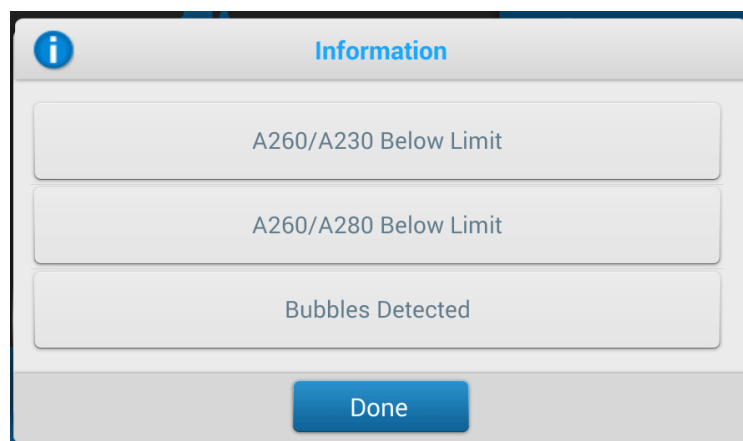 Information
A260/A230 Below Limit
A260/A280 Below Limit
Bubbles Detected
Done